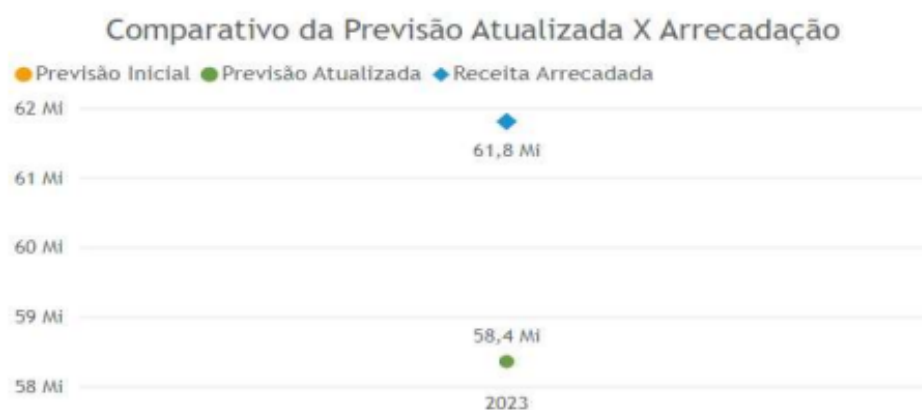 Comparativo da Previsão Atualizada X Arrecadação
Previsão Inicial Previsão Atualizada Receita Arrecadada
62 Mi
61,8 Mi
61 Mi
60 Mi
59 Mi
58,4 Mi
58 Mi
2023